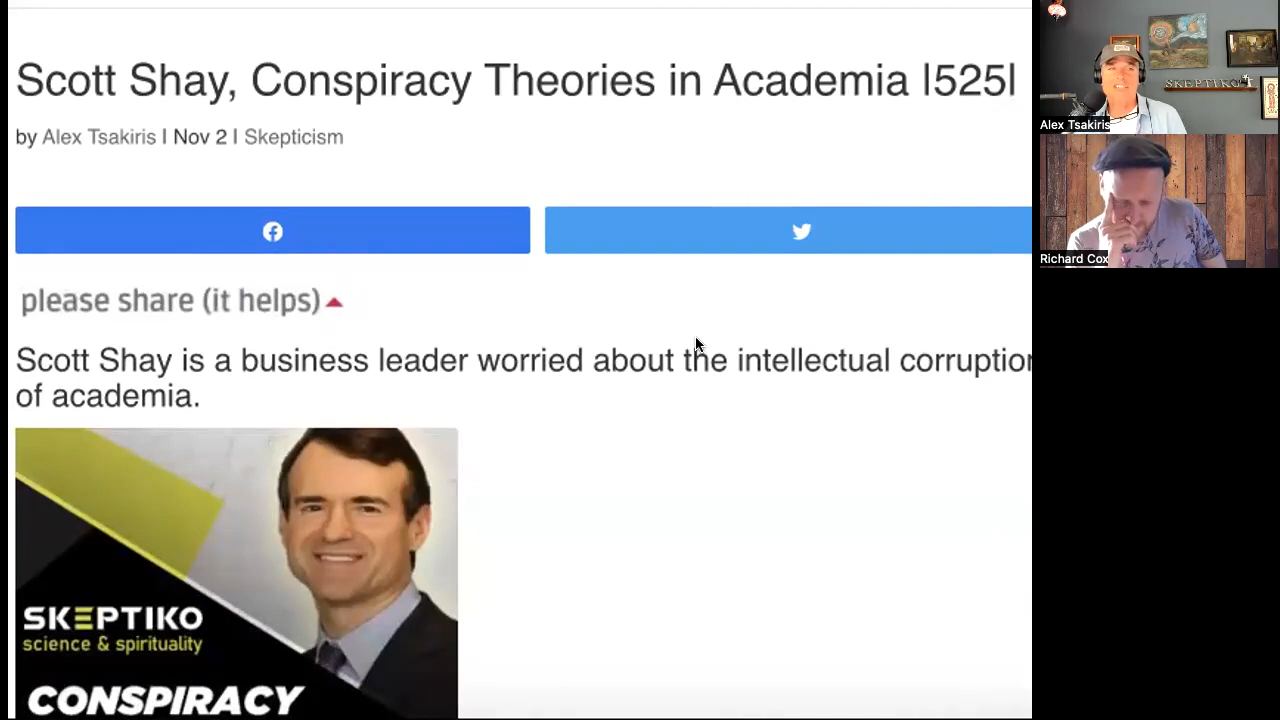 Scott Shay, Conspiracy Theories in Academia |525|
by Alex Tsakiris | Nov 2 | Skepticism
please share (it helps)
Scott Shay is a business leader worried about the intellectual corruption
of academia.
SKEPTIKO
science & spirituality
CONSPIRACY
SKEPTIKO
Alex Tsakiris
Richard Cox